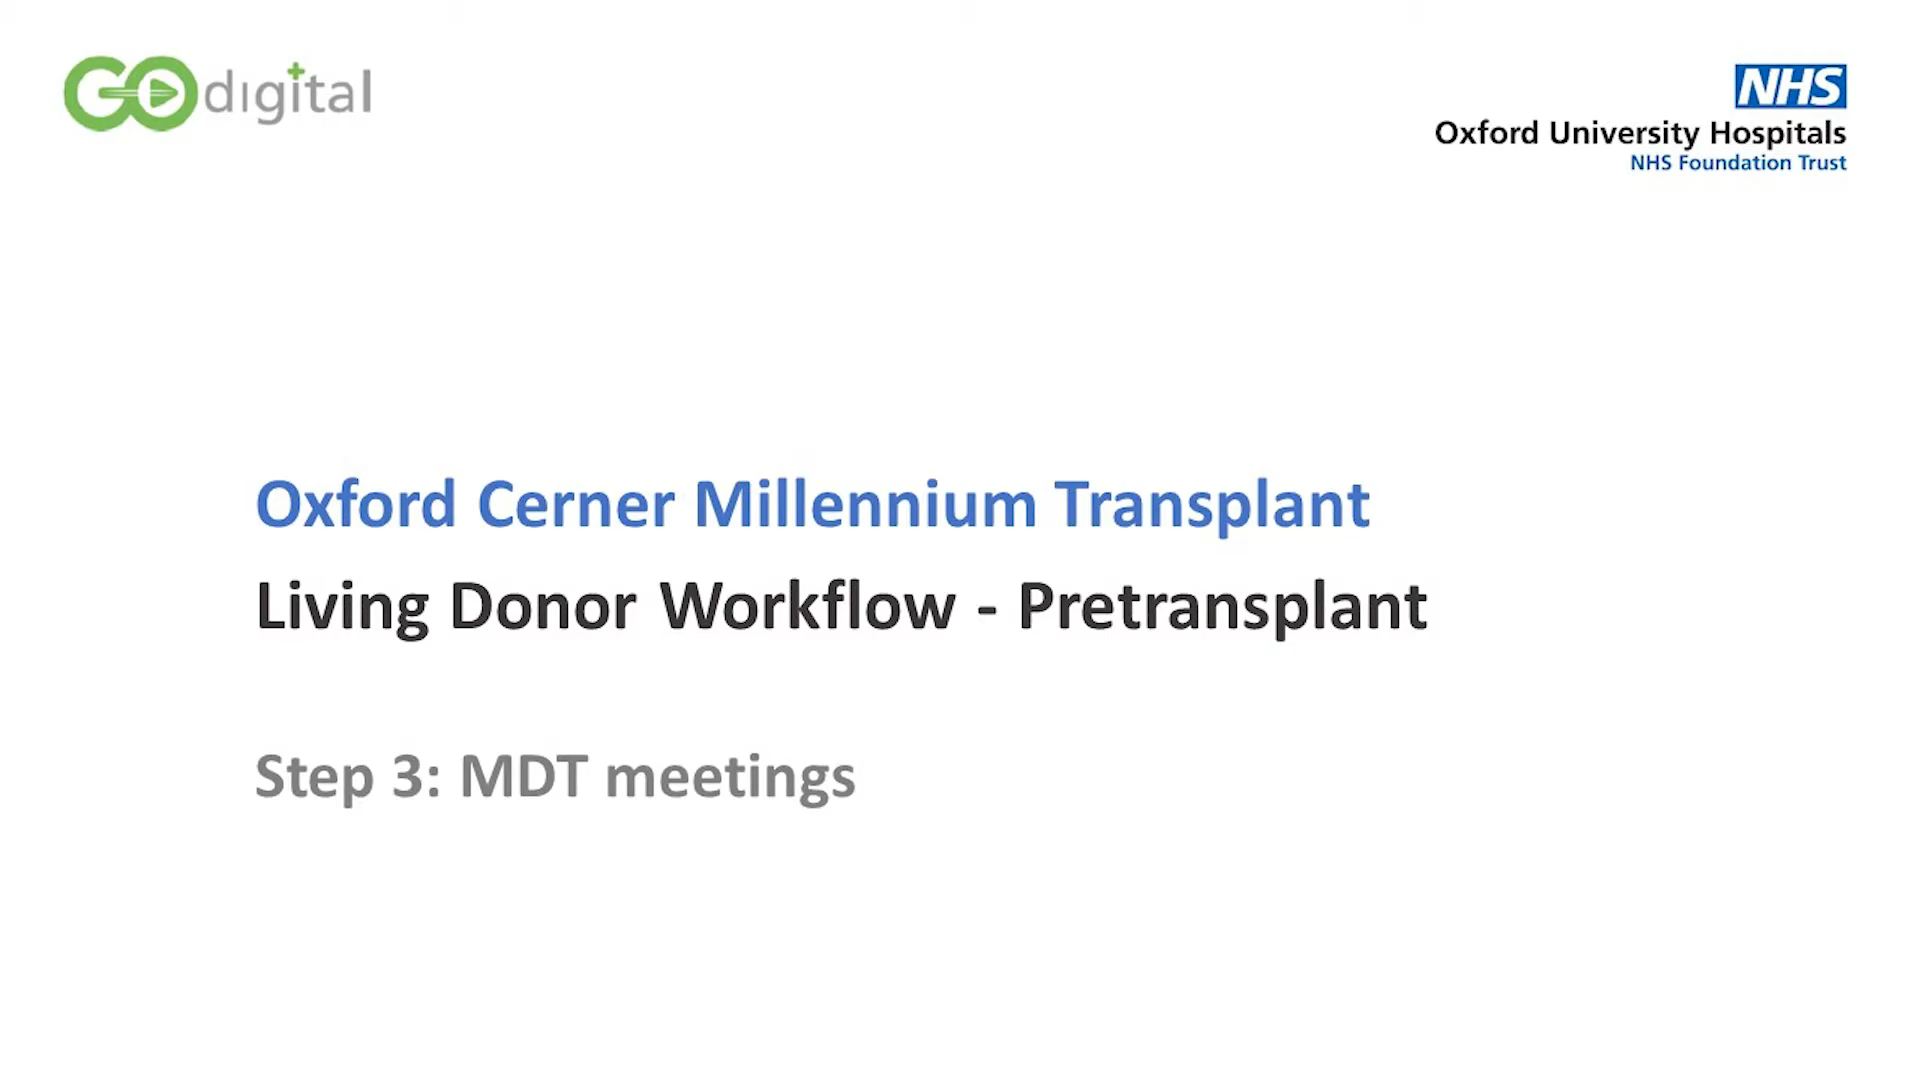 GO digital
NHS
Oxford University Hospitals
NHS Foundation Trust
Oxford Cerner Millennium Transplant
Living Donor Workflow - Pretransplant
Step 3: MDT meetings